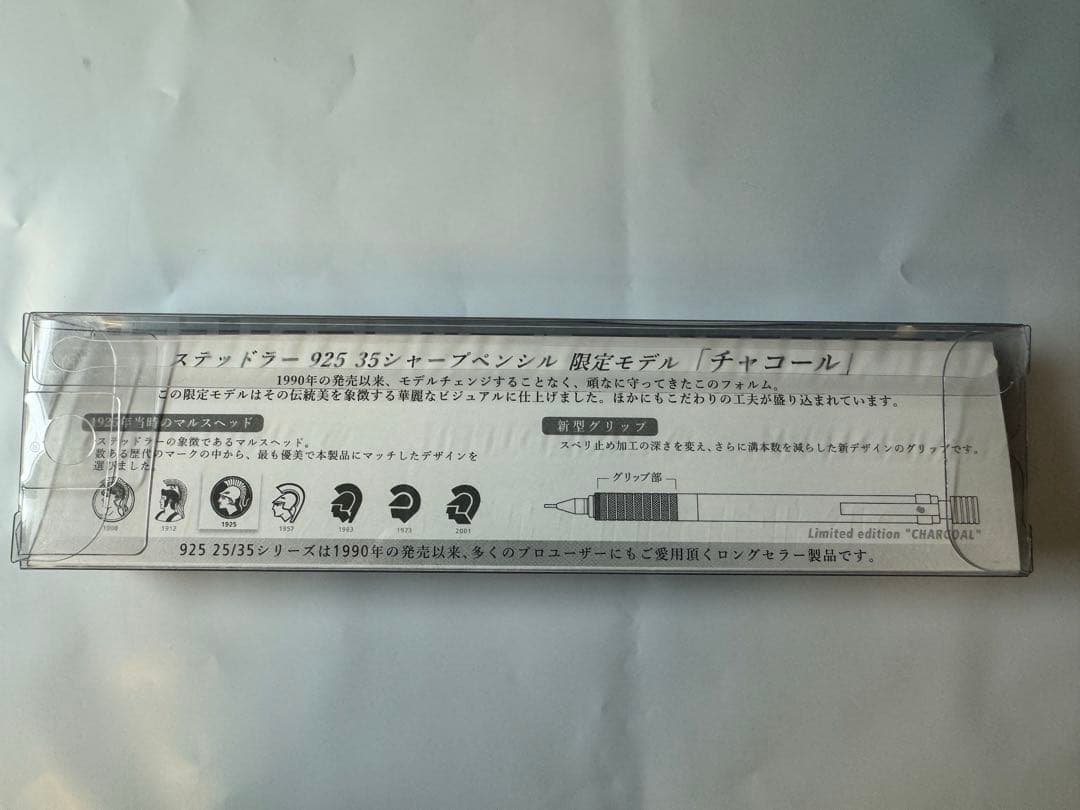 ステッドラー 925 35シャープペンシル 限定モデル 「チャコール」
1990年の発売以来、モデルチェンジすることなく、頑なに守ってきたこのフォルム。
この限定モデルはその伝統美を象徴する華麗なビジュアルに仕上げました。ほかにもこだわりの工夫が盛り込まれています。
1925年当時のマルスヘッド
ステッドラーの象徴であるマルスヘッド。
数ある歴代のマークの中から、最も優美で本製品にマッチしたデザインを
選びました。
1908 1912 1925 1957 1983 1973 2001
新型グリップ
スベリ止め加工の深さを変え、さらに溝本数を減らした新デザインのグリップです。
グリップ部
Limited edition "CHARCOAL"
925 25/35シリーズは1990年の発売以来、多くのプロユーザーにもご愛用頂くロングセラー製品です。